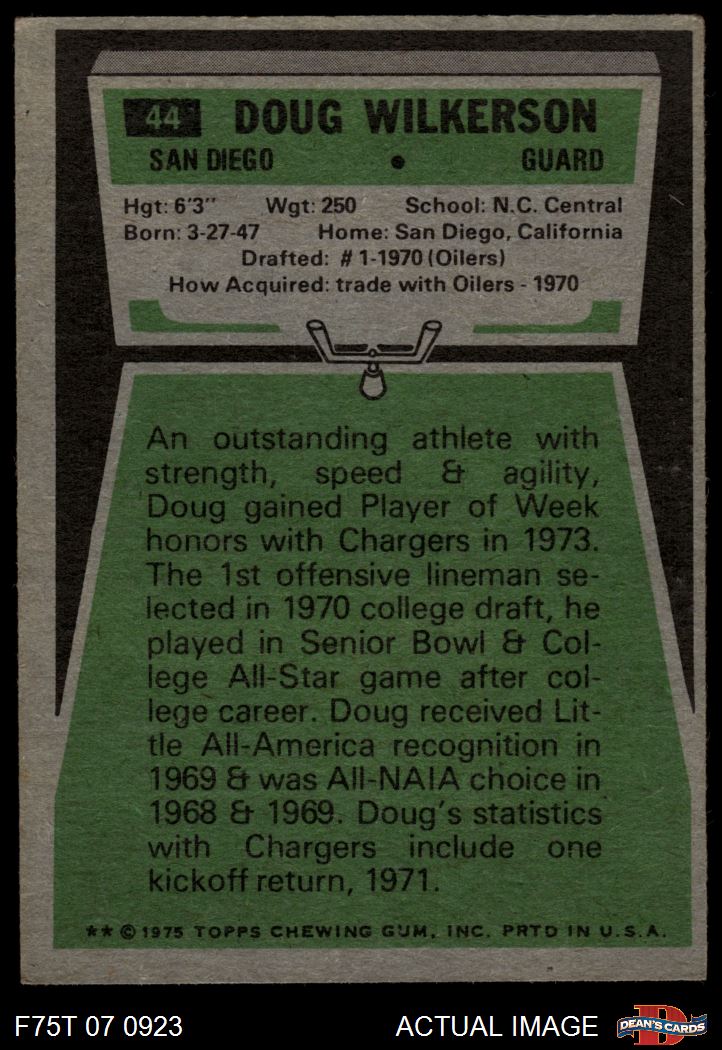 44 DOUG WILKERSON
SAN DIEGO • GUARD
Hgt: 6'3" Wgt: 250 School: N.C. Central
Born: 3-27-47 Home: San Diego, California
Drafted: #1-1970 (Oilers)
How Acquired: trade with Oilers - 1970
An outstanding athlete with
strength, speed & agility,
Doug gained Player of Week
honors with Chargers in 1973.
The 1st offensive lineman se-
lected in 1970 college draft, he
played in Senior Bowl & Col-
lege All-Star game after col-
lege career. Doug received Lit-
tle All-America recognition in
1969 & was All-NAIA choice in
1968 & 1969. Doug's statistics
with Chargers include one
kickoff return, 1971.
** © 1975 TOPPS CHEWING GUM, INC. PRTD IN U.S.A.
F75T 07 0923 ACTUAL IMAGE DEAN'S CARDS